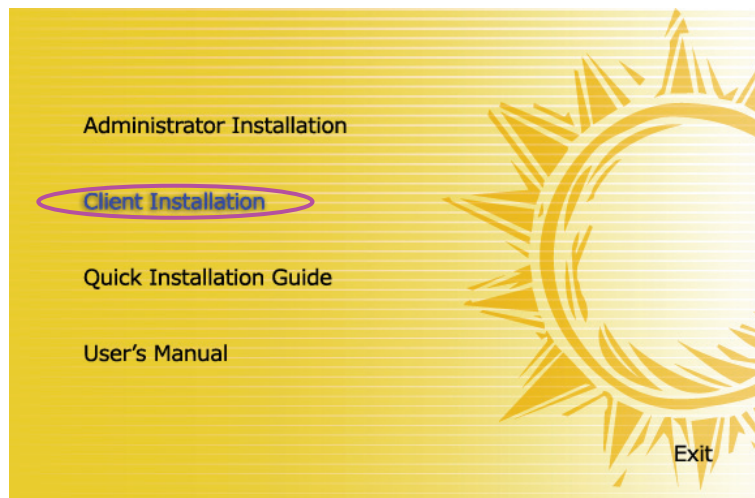 Administrator Installation
Client Installation
Quick Installation Guide
User's Manual
Exit